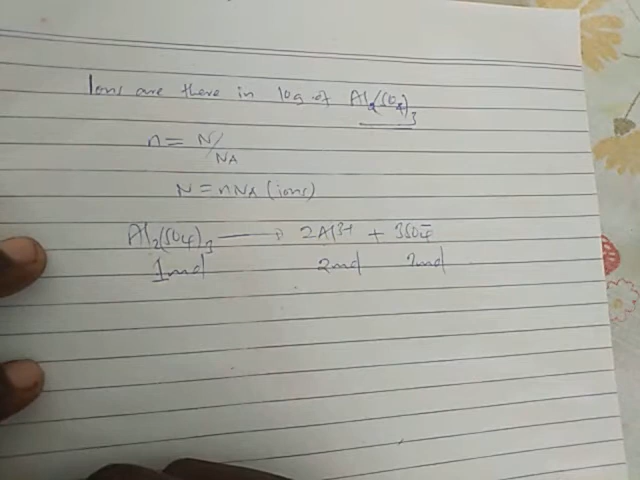 Ions are there in 10g of Al2(SO4)3
n = N/NA
N = nNA (ions)
Al2(SO4)3 → 2Al3+ + 3SO4-
1mol 2mol 2mol